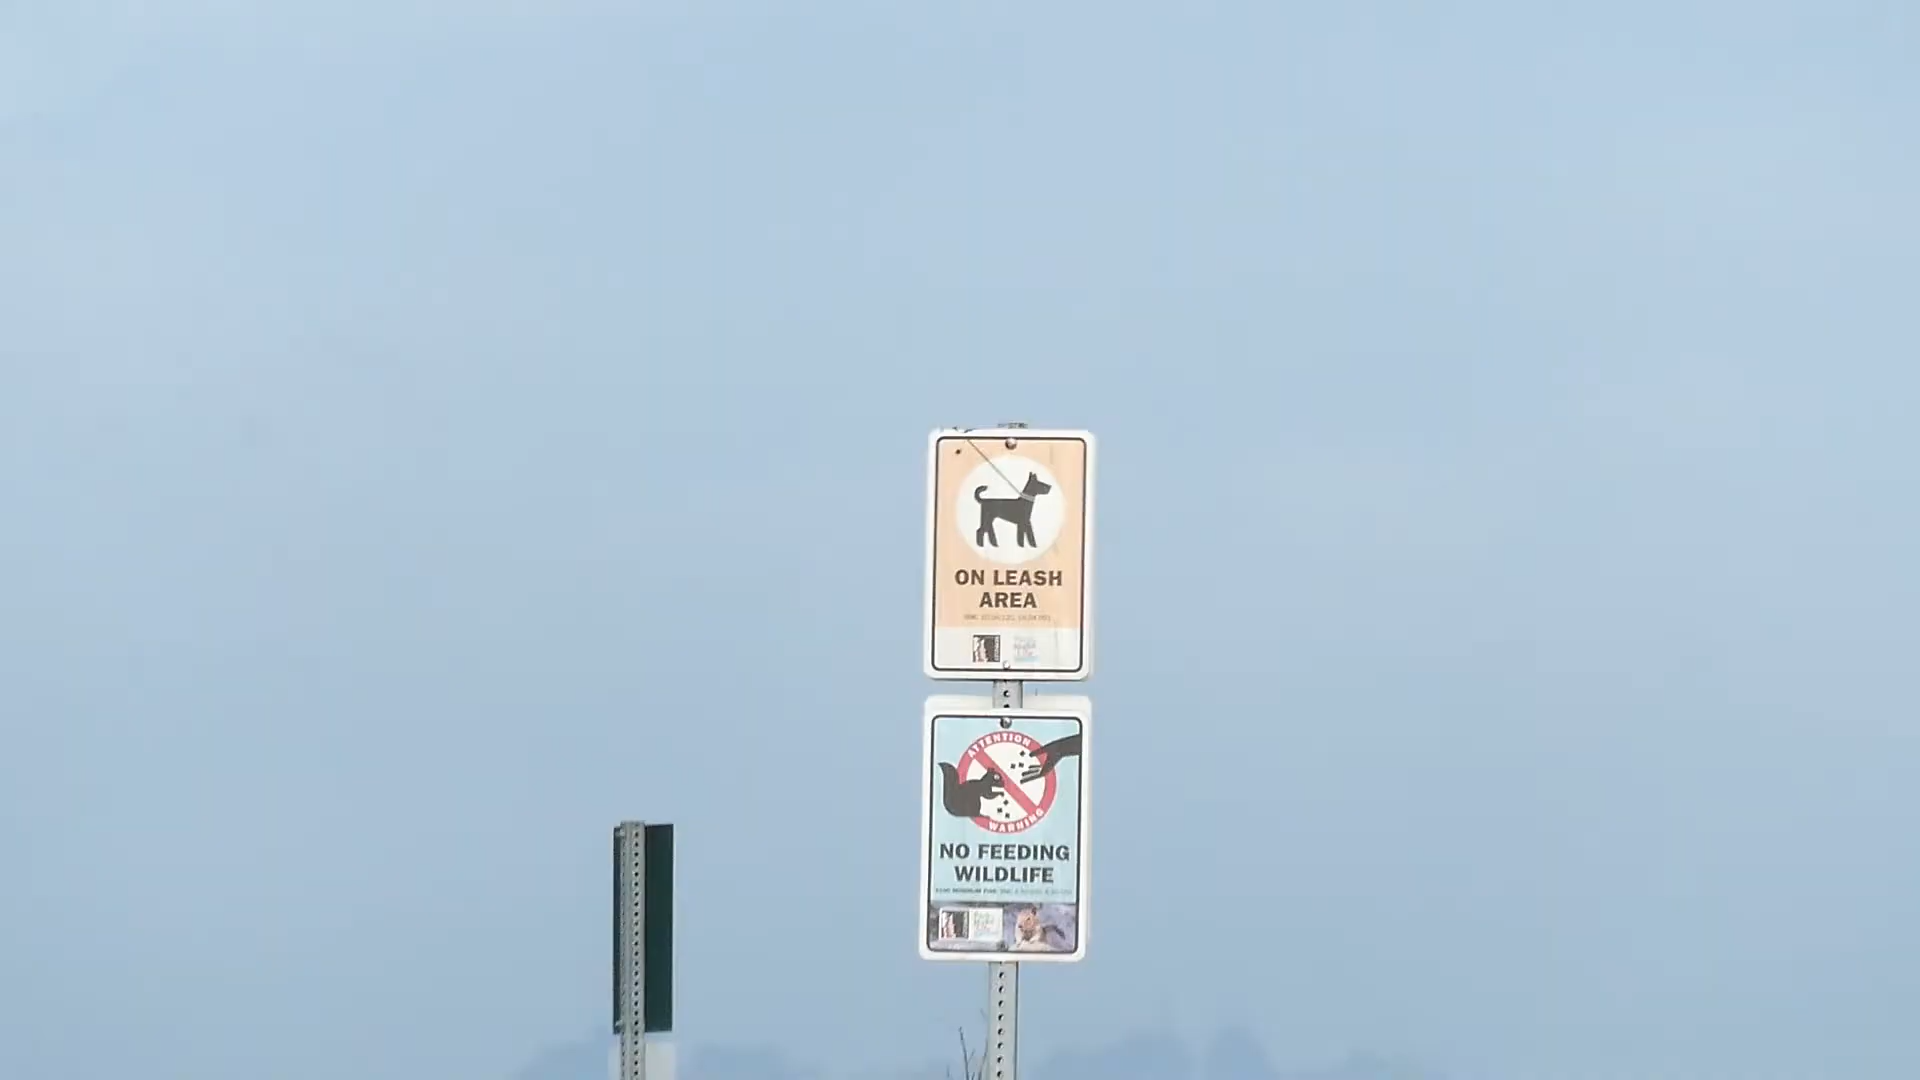 ON LEASH
AREA
ATTENTION
WARNING
NO FEEDING
WILDLIFE